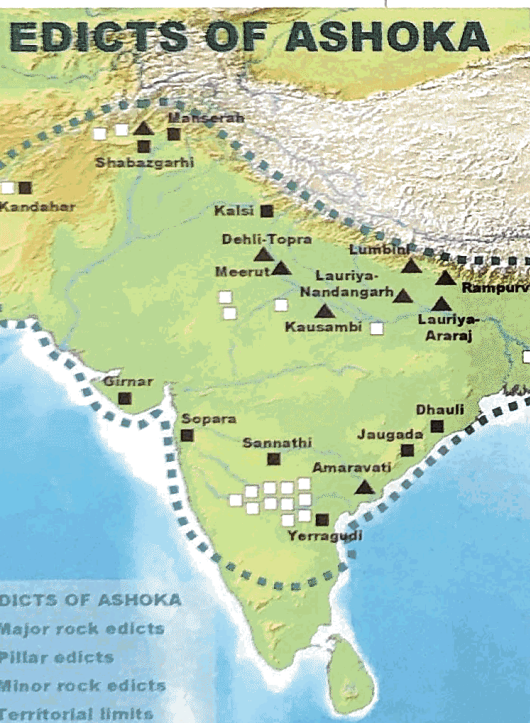 EDICTS OF ASHOKA
Manserah
Shabazgarhi
Kandahar
Kalsi
Dehli-Topra
Lumbini
Meerut
Lauriya-
Nandangarh
Rampurv
Kausambi
Lauriya-
Araraj
Girnar
Sopara
Dhauli
Sannathi
Jaugada
Amaravati
Yerragudi
DICTS OF ASHOKA
Major rock edicts
Pillar edicts
Minor rock edicts
Territorial limits